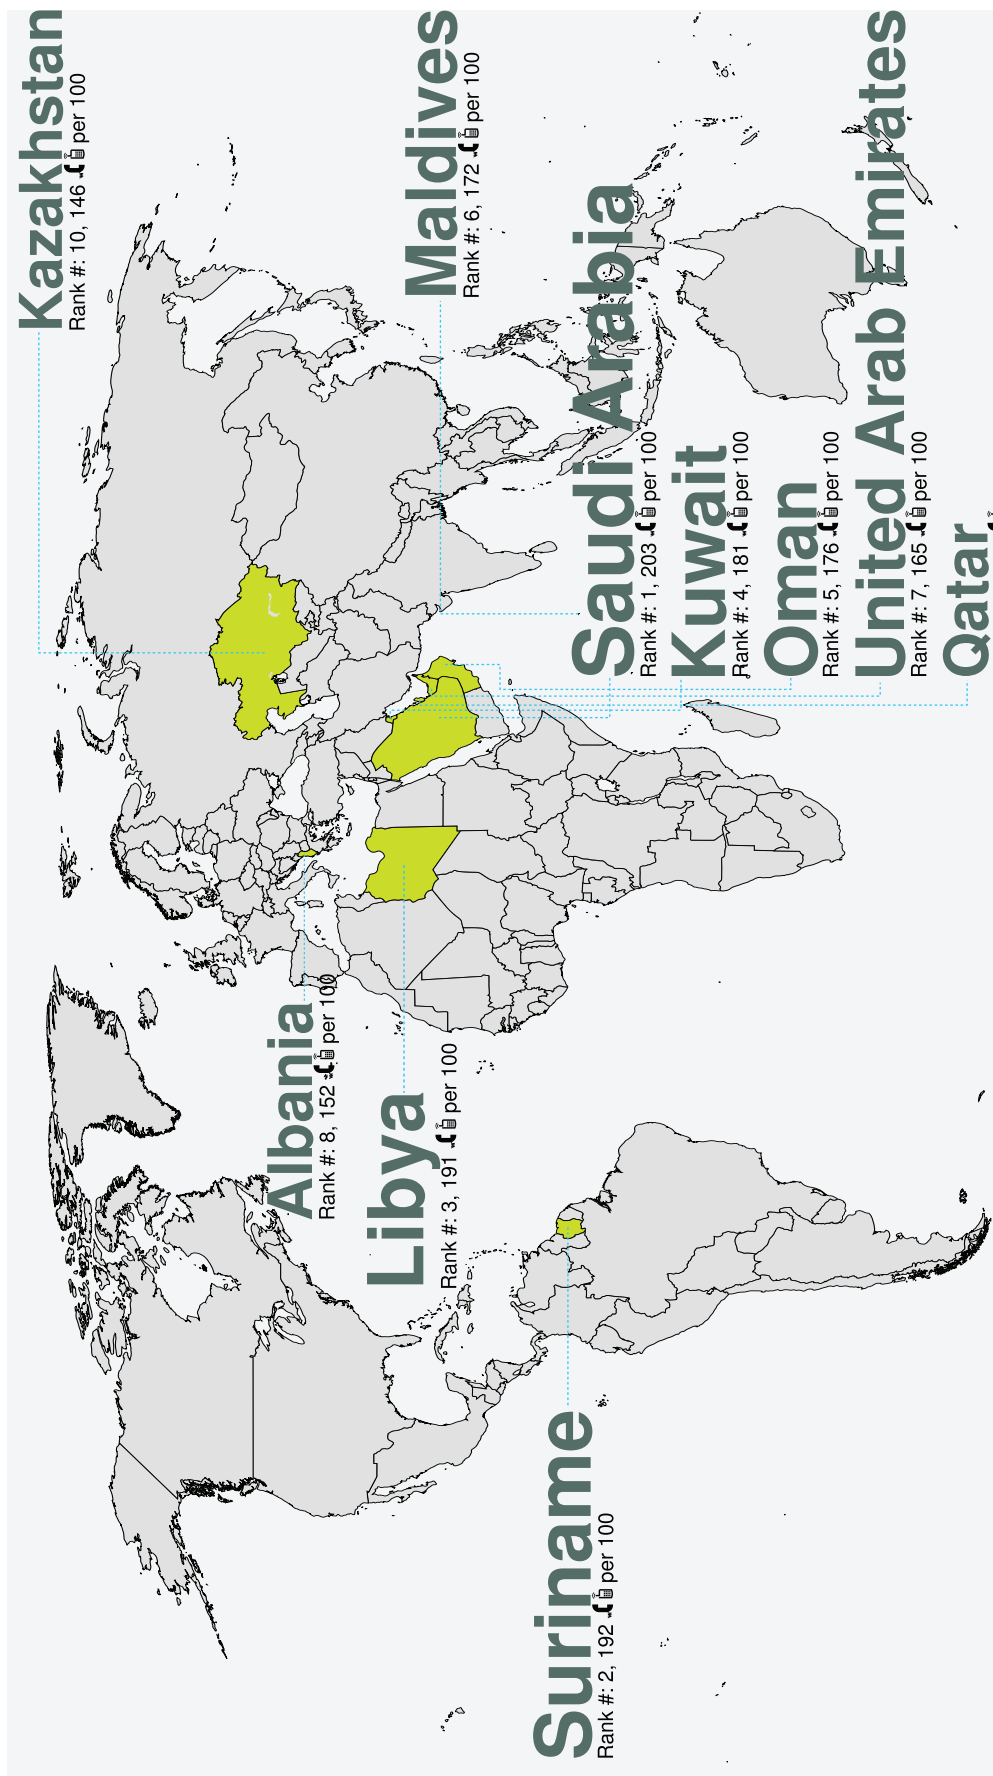 Kazakhstan
Rank #: 10, 146 per 100
Maldives
Rank #: 6, 172 per 100
Albania
Rank #: 8, 152 per 100
Libya
Rank #: 3, 191 per 100
Suriname
Rank #: 2, 192 per 100
Saudi Arabia
Rank #: 1, 203 per 100
Kuwait
Rank #: 4, 181 per 100
Oman
Rank #: 5, 176 per 100
United Arab Emirates
Rank #: 7, 165 per 100
Qatar